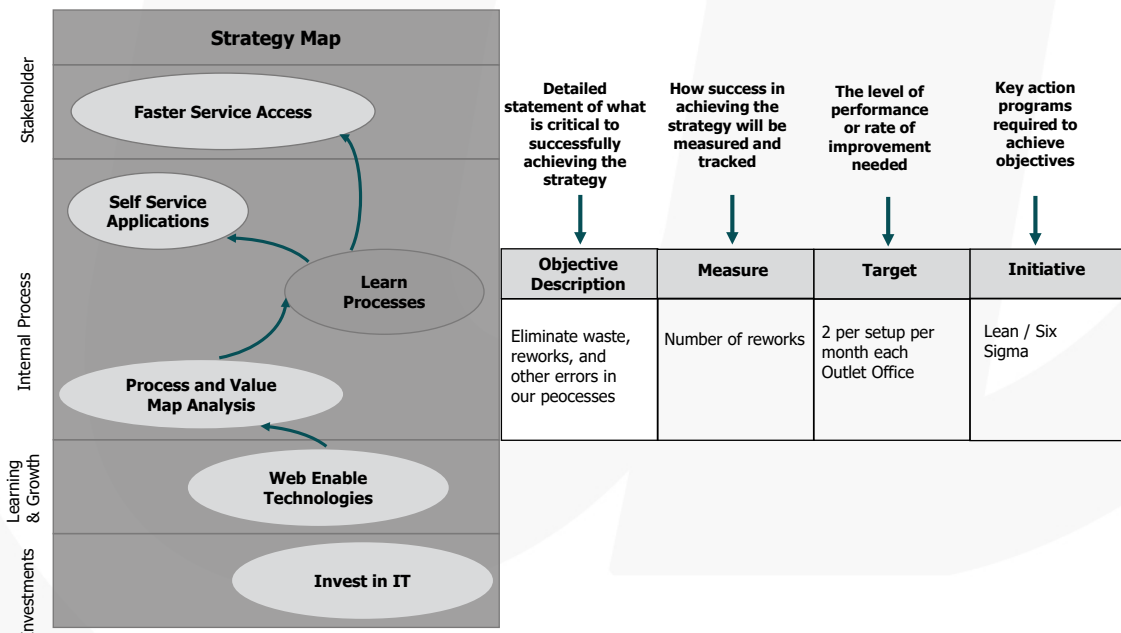 Strategy Map
Stakeholder
Faster Service Access
Internal Process
Self Service
Applications
Learn
Processes
Process and Value
Map Analysis
Learning
& Growth
Web Enable
Technologies
Investments
Invest in IT
Detailed
statement of what
is critical to
successfully
achieving the
strategy
How success in
achieving the
strategy will be
measured and
tracked
The level of
performance
or rate of
improvement
needed
Key action
programs
required to
achieve
objectives
Objective
Description
Measure
Target
Initiative
Eliminate waste,
reworks, and
other errors in
our peocesses
Number of reworks
2 per setup per
month each
Outlet Office
Lean / Six
Sigma